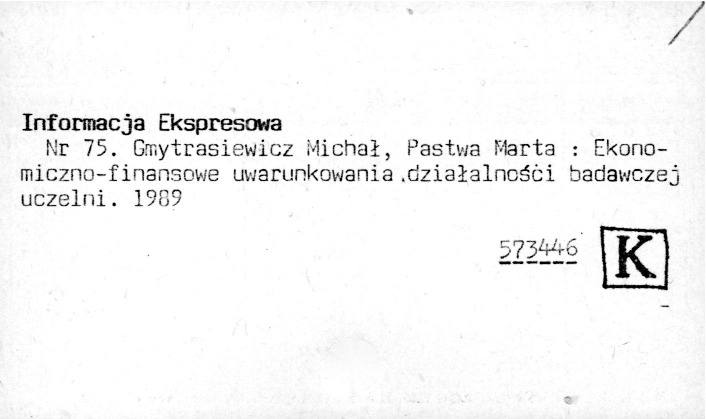 Informacja Ekspresowa
Nr 75. Gmytrasiewicz Michał, Pastwa Marta : Ekono-
miczno-finansowe uwarunkowania.działalności badawczej
uczelni. 1989
573446
K